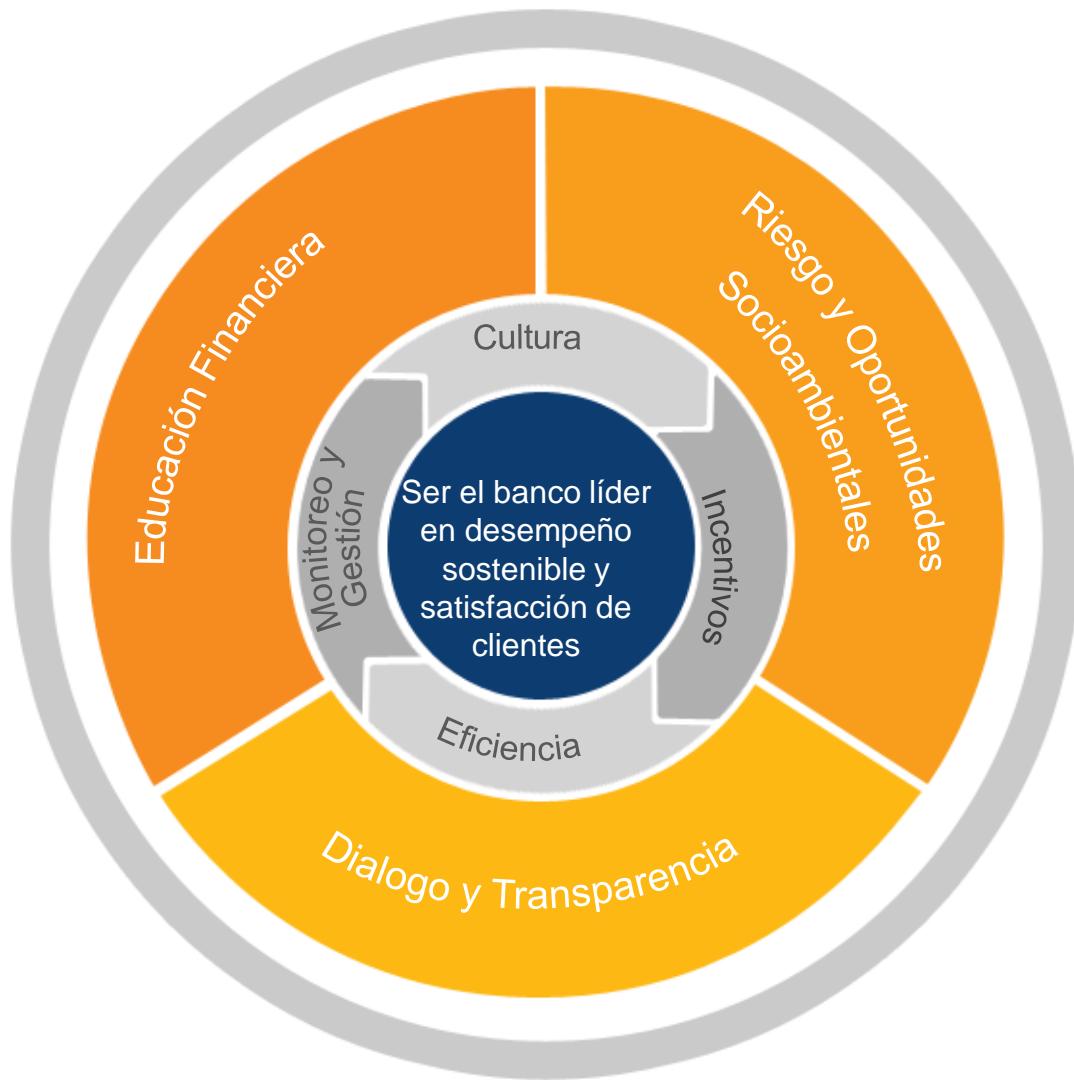 Educación Financiera
Riesgo y Oportunidades
Socioambientales
Cultura
Monitoreo y
Gestión
Ser el banco líder
en desempeño
sostenible y
satisfacción de
clientes
Incentivos
Eficiencia
Dialogo y Transparencia